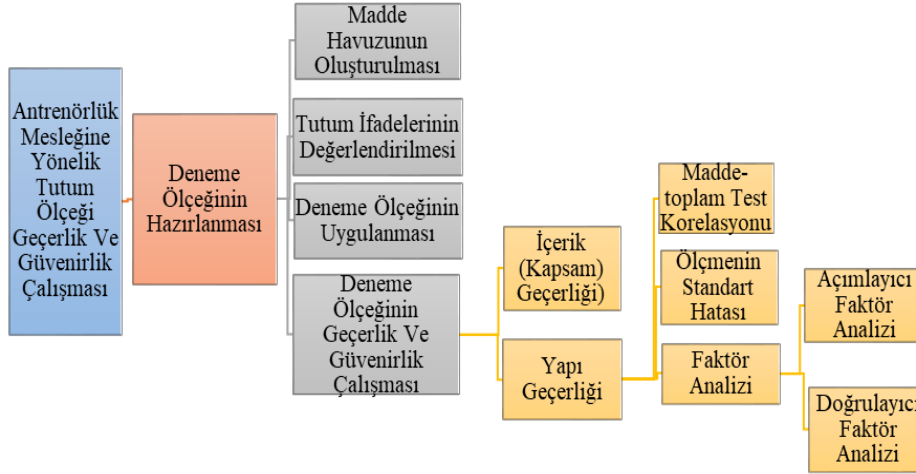 Antrenörlük
Mesleğine
Yönelik
Tutum
Ölçeği
Geçerlik Ve
Güvenirlik
Çalışması
Deneme
Ölçeğinin
Hazırlanması
Madde
Havuzunun
Oluşturulması
Tutum İfadelerinin
Değerlendirilmesi
Deneme Ölçeğinin
Uygulanması
Deneme
Ölçeğinin
Geçerlik Ve
Güvenirlik
Çalışması
İçerik
(Kapsam)
Geçerliği)
Yapı
Geçerliği
Madde-
toplam Test
Korelasyonu
Ölçmenin
Standart
Hatası
Faktör
Analizi
Açımlayıcı
Faktör
Analizi
Doğrulayıcı
Faktör
Analizi